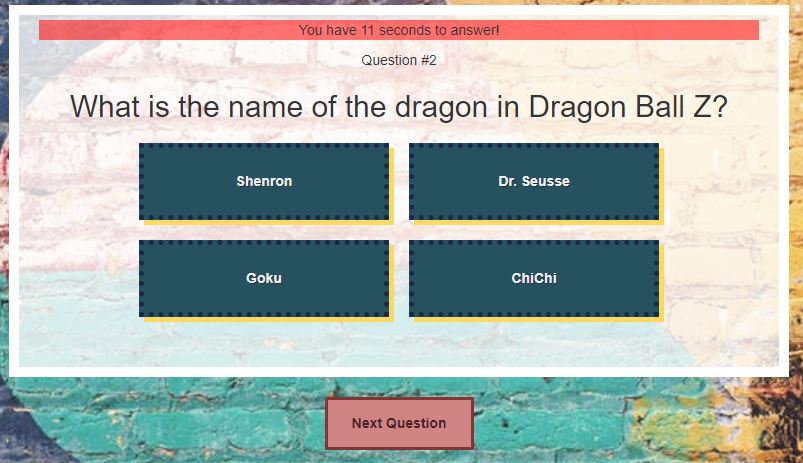 You have 11 seconds to answer!
Question #2
What is the name of the dragon in Dragon Ball Z?
Shenron
Dr. Seusse
Goku
ChiChi
Next Question